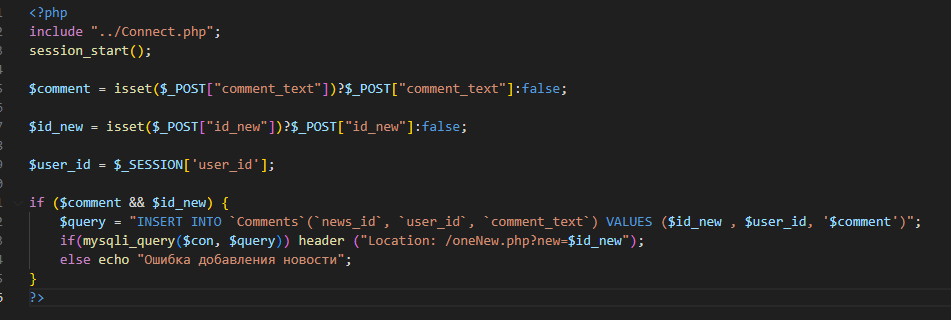 <?php
include "../Connect.php";
session_start();
$comment = isset($_POST["comment_text"])?$_POST["comment_text"]:false;
$id_new = isset($_POST["id_new"])?$_POST["id_new"]:false;
$user_id = $_SESSION['user_id'];
if ($comment && $id_new) {
    $query = "INSERT INTO `Comments`(`news_id`, `user_id`, `comment_text`) VALUES ($id_new , $user_id, '$comment')";
    if(mysqli_query($con, $query)) header ("Location: /oneNew.php?new=$id_new");
    else echo "Ошибка добавления новости";
}
?>